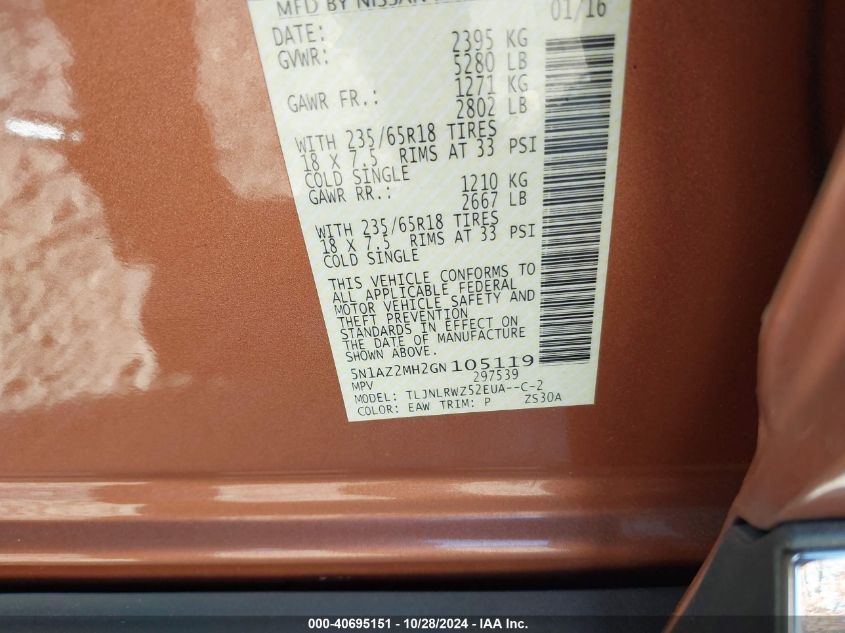 MFD BY NISSAN
DATE: 01/16
GVWR: 2395 KG
5280 LB
GAWR FR.: 1271 KG
2802 LB
WITH 235/65R18 TIRES
18 X 7.5 RIMS AT 33 PSI
COLD SINGLE
GAWR RR.: 1210 KG
2667 LB
WITH 235/65R18 TIRES
18 X 7.5 RIMS AT 33 PSI
COLD SINGLE
THIS VEHICLE CONFORMS TO
ALL APPLICABLE FEDERAL
MOTOR VEHICLE SAFETY AND
THEFT PREVENTION
STANDARDS IN EFFECT ON
THE DATE OF MANUFACTURE
SHOWN ABOVE.
5N1AZ2MH2GN105119
MPV 297539
MODEL: TLJNLRWZ52EUA--C-2
COLOR: EAW TRIM: P ZS30A
000-40695151 | 10/28/2024 | IAA Inc.